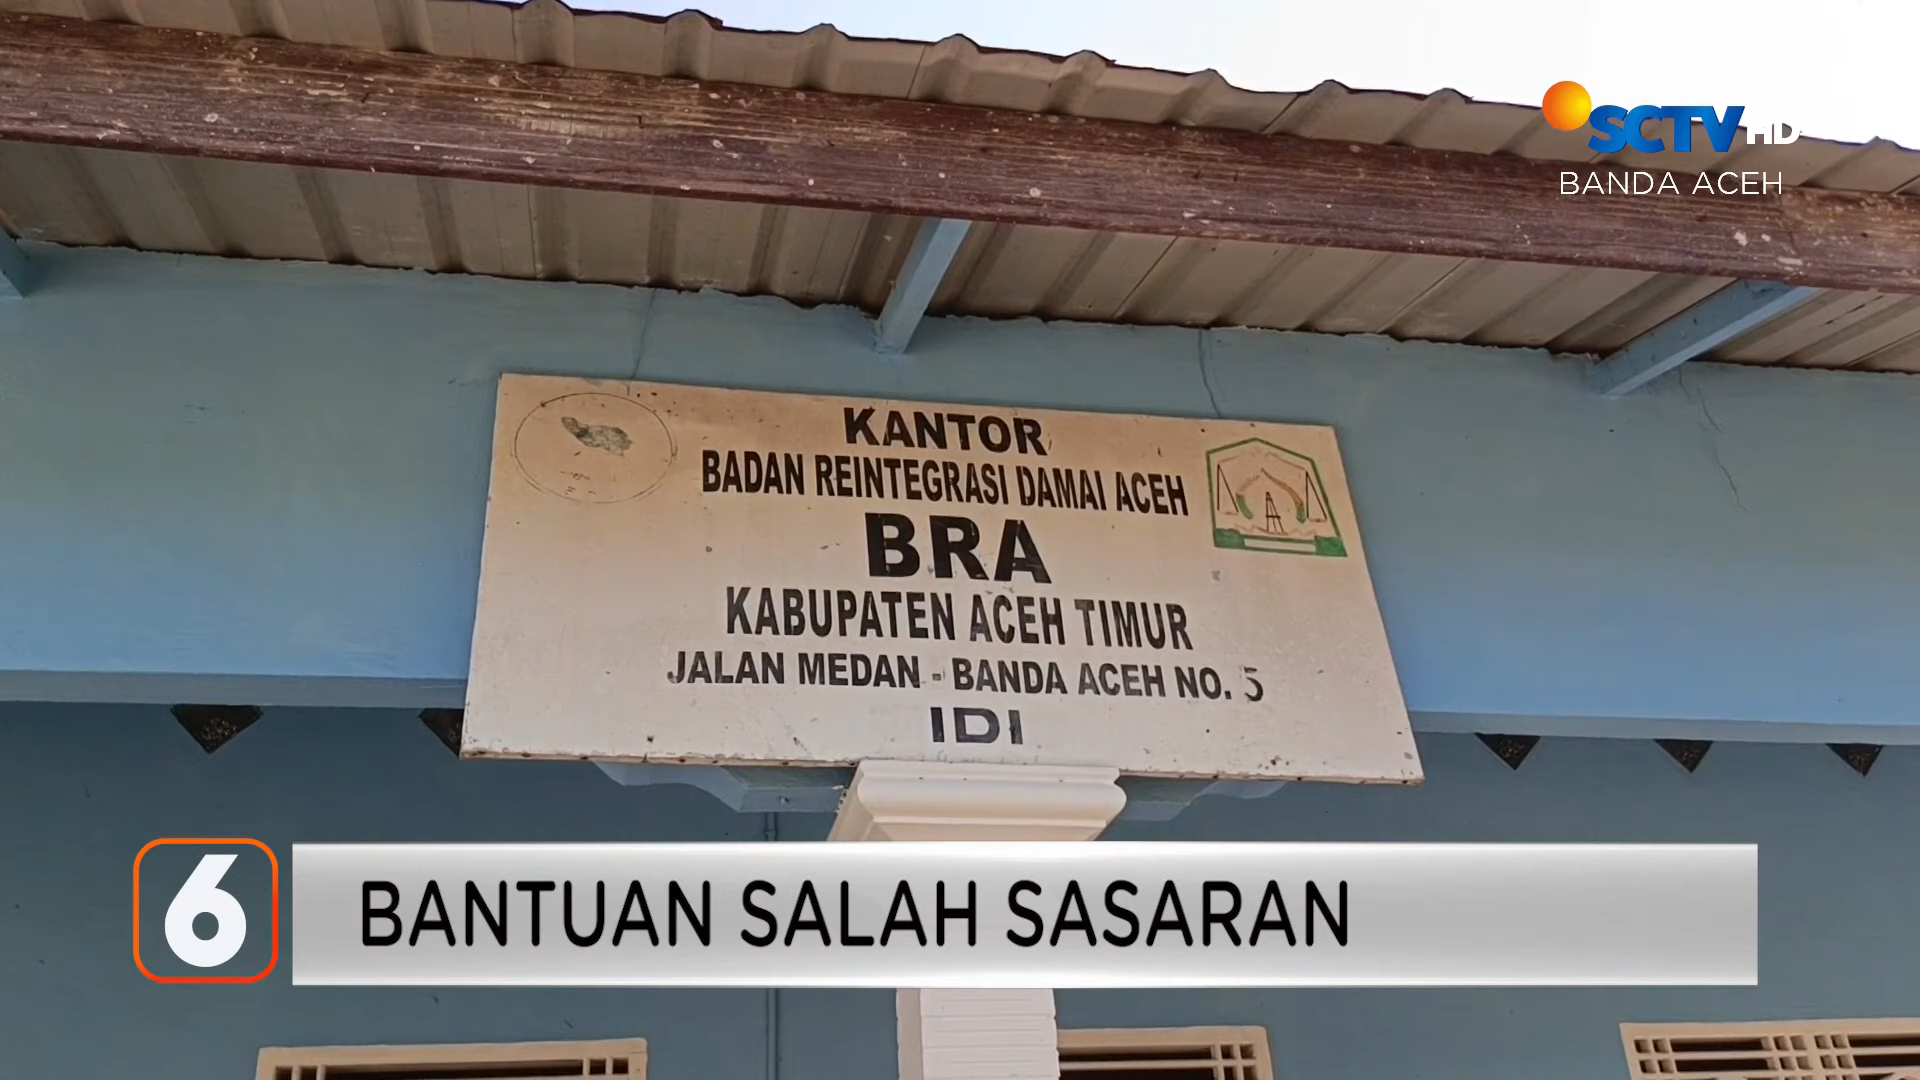 SCTV HD
BANDA ACEH
KANTOR
BADAN REINTEGRASI DAMAI ACEH
BRA
KABUPATEN ACEH TIMUR
JALAN MEDAN - BANDA ACEH NO. 5
IDI
6 BANTUAN SALAH SASARAN